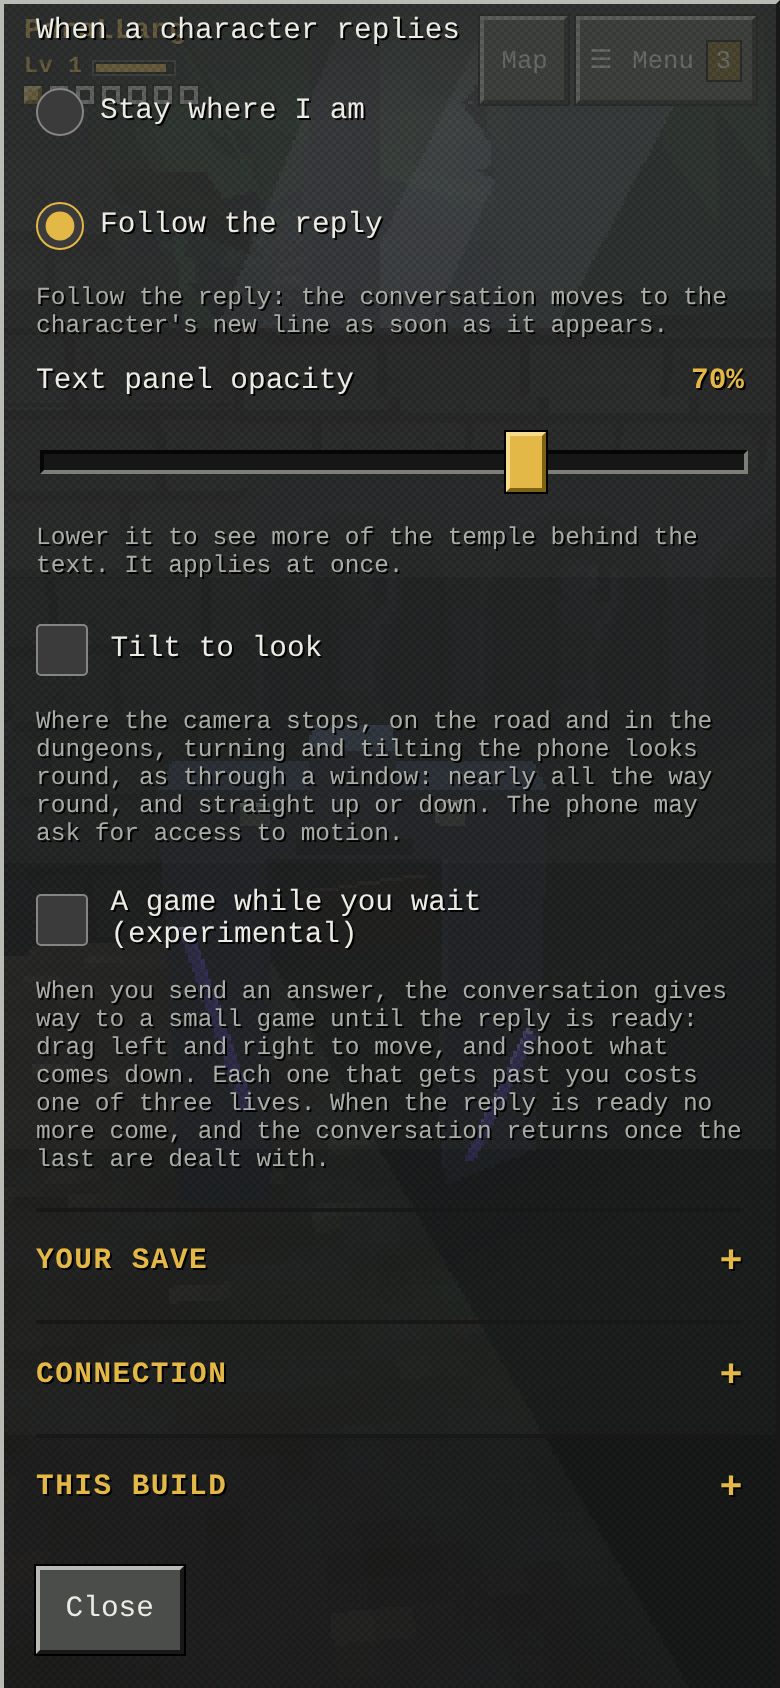 When a character replies
Lv 1
Map
☰ Menu 3
Stay where I am
Follow the reply
Follow the reply: the conversation moves to the
character's new line as soon as it appears.
Text panel opacity 70%
Lower it to see more of the temple behind the
text. It applies at once.
Tilt to look
Where the camera stops, on the road and in the
dungeons, turning and tilting the phone looks
round, as through a window: nearly all the way
round, and straight up or down. The phone may
ask for access to motion.
A game while you wait
(experimental)
When you send an answer, the conversation gives
way to a small game until the reply is ready:
drag left and right to move, and shoot what
comes down. Each one that gets past you costs
one of three lives. When the reply is ready no
more come, and the conversation returns once the
last are dealt with.
YOUR SAVE +
CONNECTION +
THIS BUILD +
Close